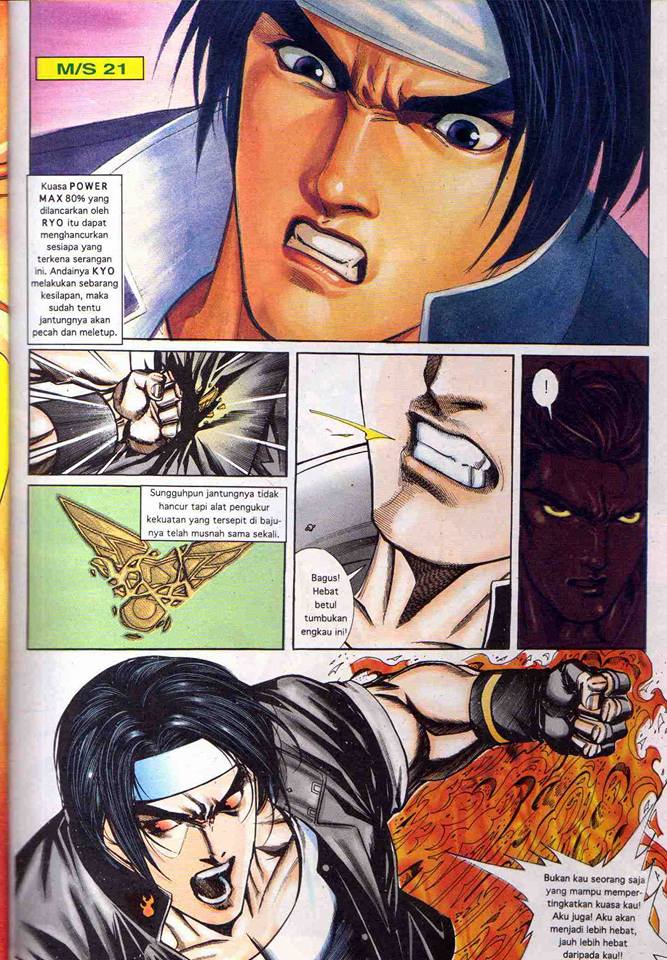 M/S 21
Kuasa POWER
MAX 80% yang
dilancarkan oleh
RYO itu dapat
menghancurkan
sesiapa yang
terkena serangan
ini. Andainya KYO
melakukan sebarang
kesilapan, maka
sudah tentu
jantungnya akan
pecah dan meletup.
!
Sungguhpun jantungnya tidak
hancur tapi alat pengukur
kekuatan yang tersepit di baju-
nya telah musnah sama sekali.
Bagus!
Hebat
betul
tumbukan
engkau ini!
Bukan kau seorang saja
yang mampu memper-
tingkatkan kuasa kau!
Aku juga! Aku akan
menjadi lebih hebat,
jauh lebih hebat
daripada kau!!